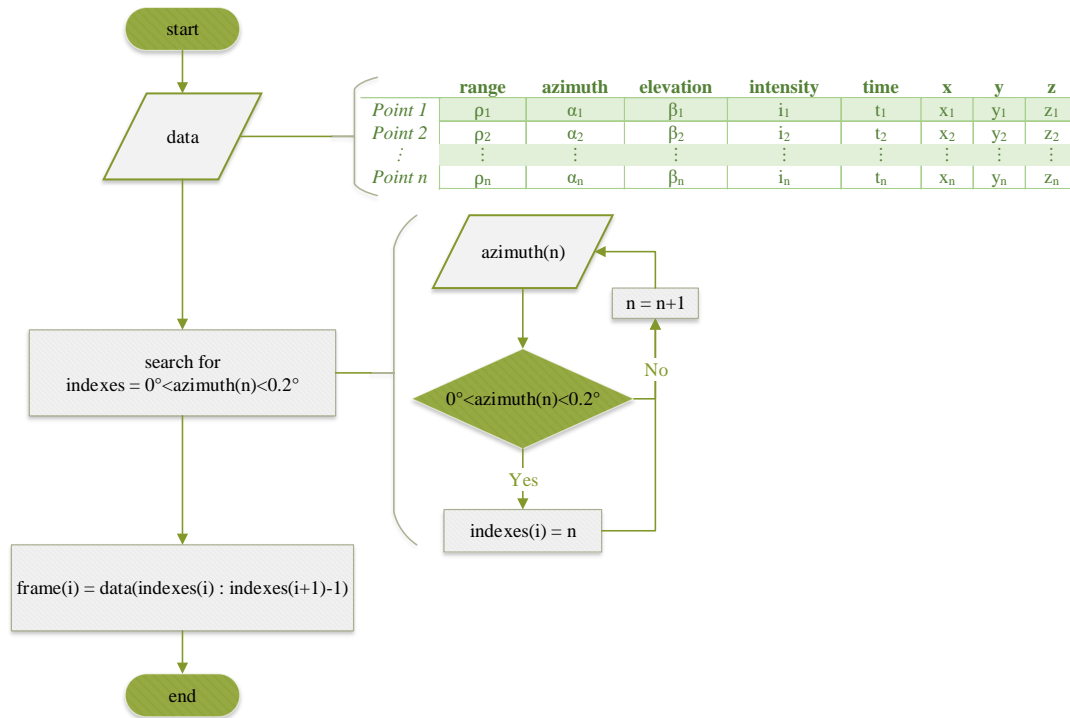 start
data
range azimuth elevation intensity time x y z
Point 1 ρ₁ α₁ β₁ i₁ t₁ x₁ y₁ z₁
Point 2 ρ₂ α₂ β₂ i₂ t₂ x₂ y₂ z₂
⋮ ⋮ ⋮ ⋮ ⋮ ⋮ ⋮ ⋮ ⋮
Point n ρₙ αₙ βₙ iₙ tₙ xₙ yₙ zₙ
azimuth(n)
n = n+1
search for
indexes = 0°<azimuth(n)<0.2°
No
0°<azimuth(n)<0.2°
Yes
indexes(i) = n
frame(i) = data(indexes(i) : indexes(i+1)-1)
end